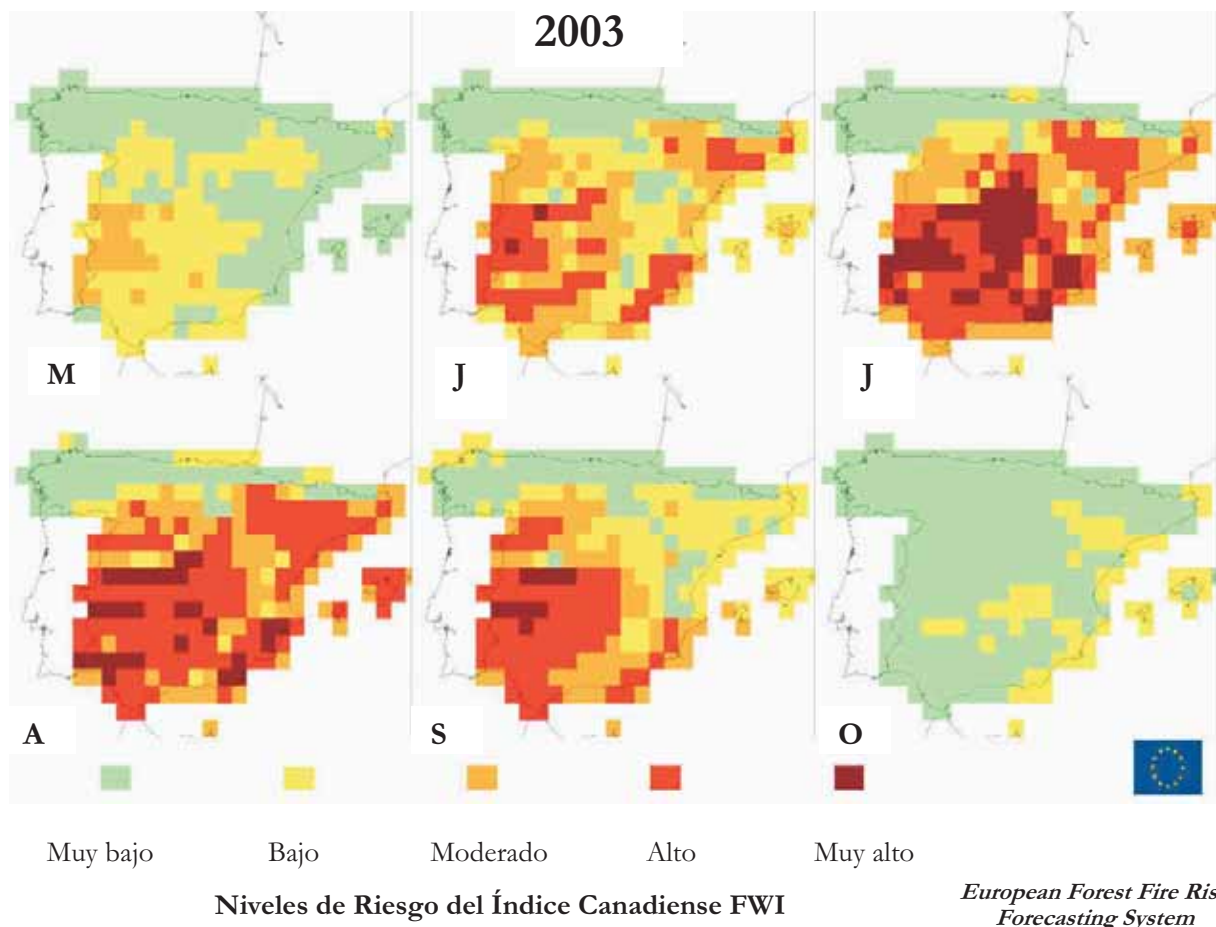 2003
M
J
J
A
S
O
Muy bajo
Bajo
Moderado
Alto
Muy alto
Niveles de Riesgo del Índice Canadiense FWI
European Forest Fire Ris
Forecasting System